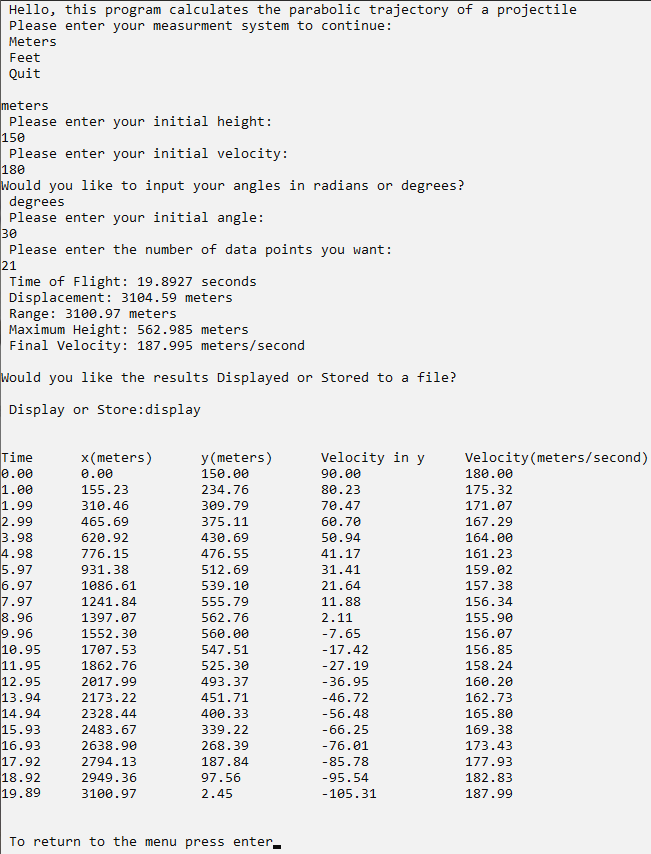 Hello, this program calculates the parabolic trajectory of a projectile
Please enter your measurment system to continue:
Meters
Feet
Quit
meters
Please enter your initial height:
150
Please enter your initial velocity:
180
Would you like to input your angles in radians or degrees?
degrees
Please enter your initial angle:
30
Please enter the number of data points you want:
21
Time of Flight: 19.8927 seconds
Displacement: 3104.59 meters
Range: 3100.97 meters
Maximum Height: 562.985 meters
Final Velocity: 187.995 meters/second
Would you like the results Displayed or Stored to a file?
Display or Store:display
Time x(meters) y(meters) Velocity in y Velocity(meters/second)
0.00 0.00 150.00 90.00 180.00
1.00 155.23 234.76 80.23 175.32
1.99 310.46 309.79 70.47 171.07
2.99 465.69 375.11 60.70 167.29
3.98 620.92 430.69 50.94 164.00
4.98 776.15 476.55 41.17 161.23
5.97 931.38 512.69 31.41 159.02
6.97 1086.61 539.10 21.64 157.38
7.97 1241.84 555.79 11.88 156.34
8.96 1397.07 562.76 2.11 155.90
9.96 1552.30 560.00 -7.65 156.07
10.95 1707.53 547.51 -17.42 156.85
11.95 1862.76 525.30 -27.19 158.24
12.95 2017.99 493.37 -36.95 160.20
13.94 2173.22 451.71 -46.72 162.73
14.94 2328.44 400.33 -56.48 165.80
15.93 2483.67 339.22 -66.25 169.38
16.93 2638.90 268.39 -76.01 173.43
17.92 2794.13 187.84 -85.78 177.93
18.92 2949.36 97.56 -95.54 182.83
19.89 3100.97 2.45 -105.31 187.99
To return to the menu press enter